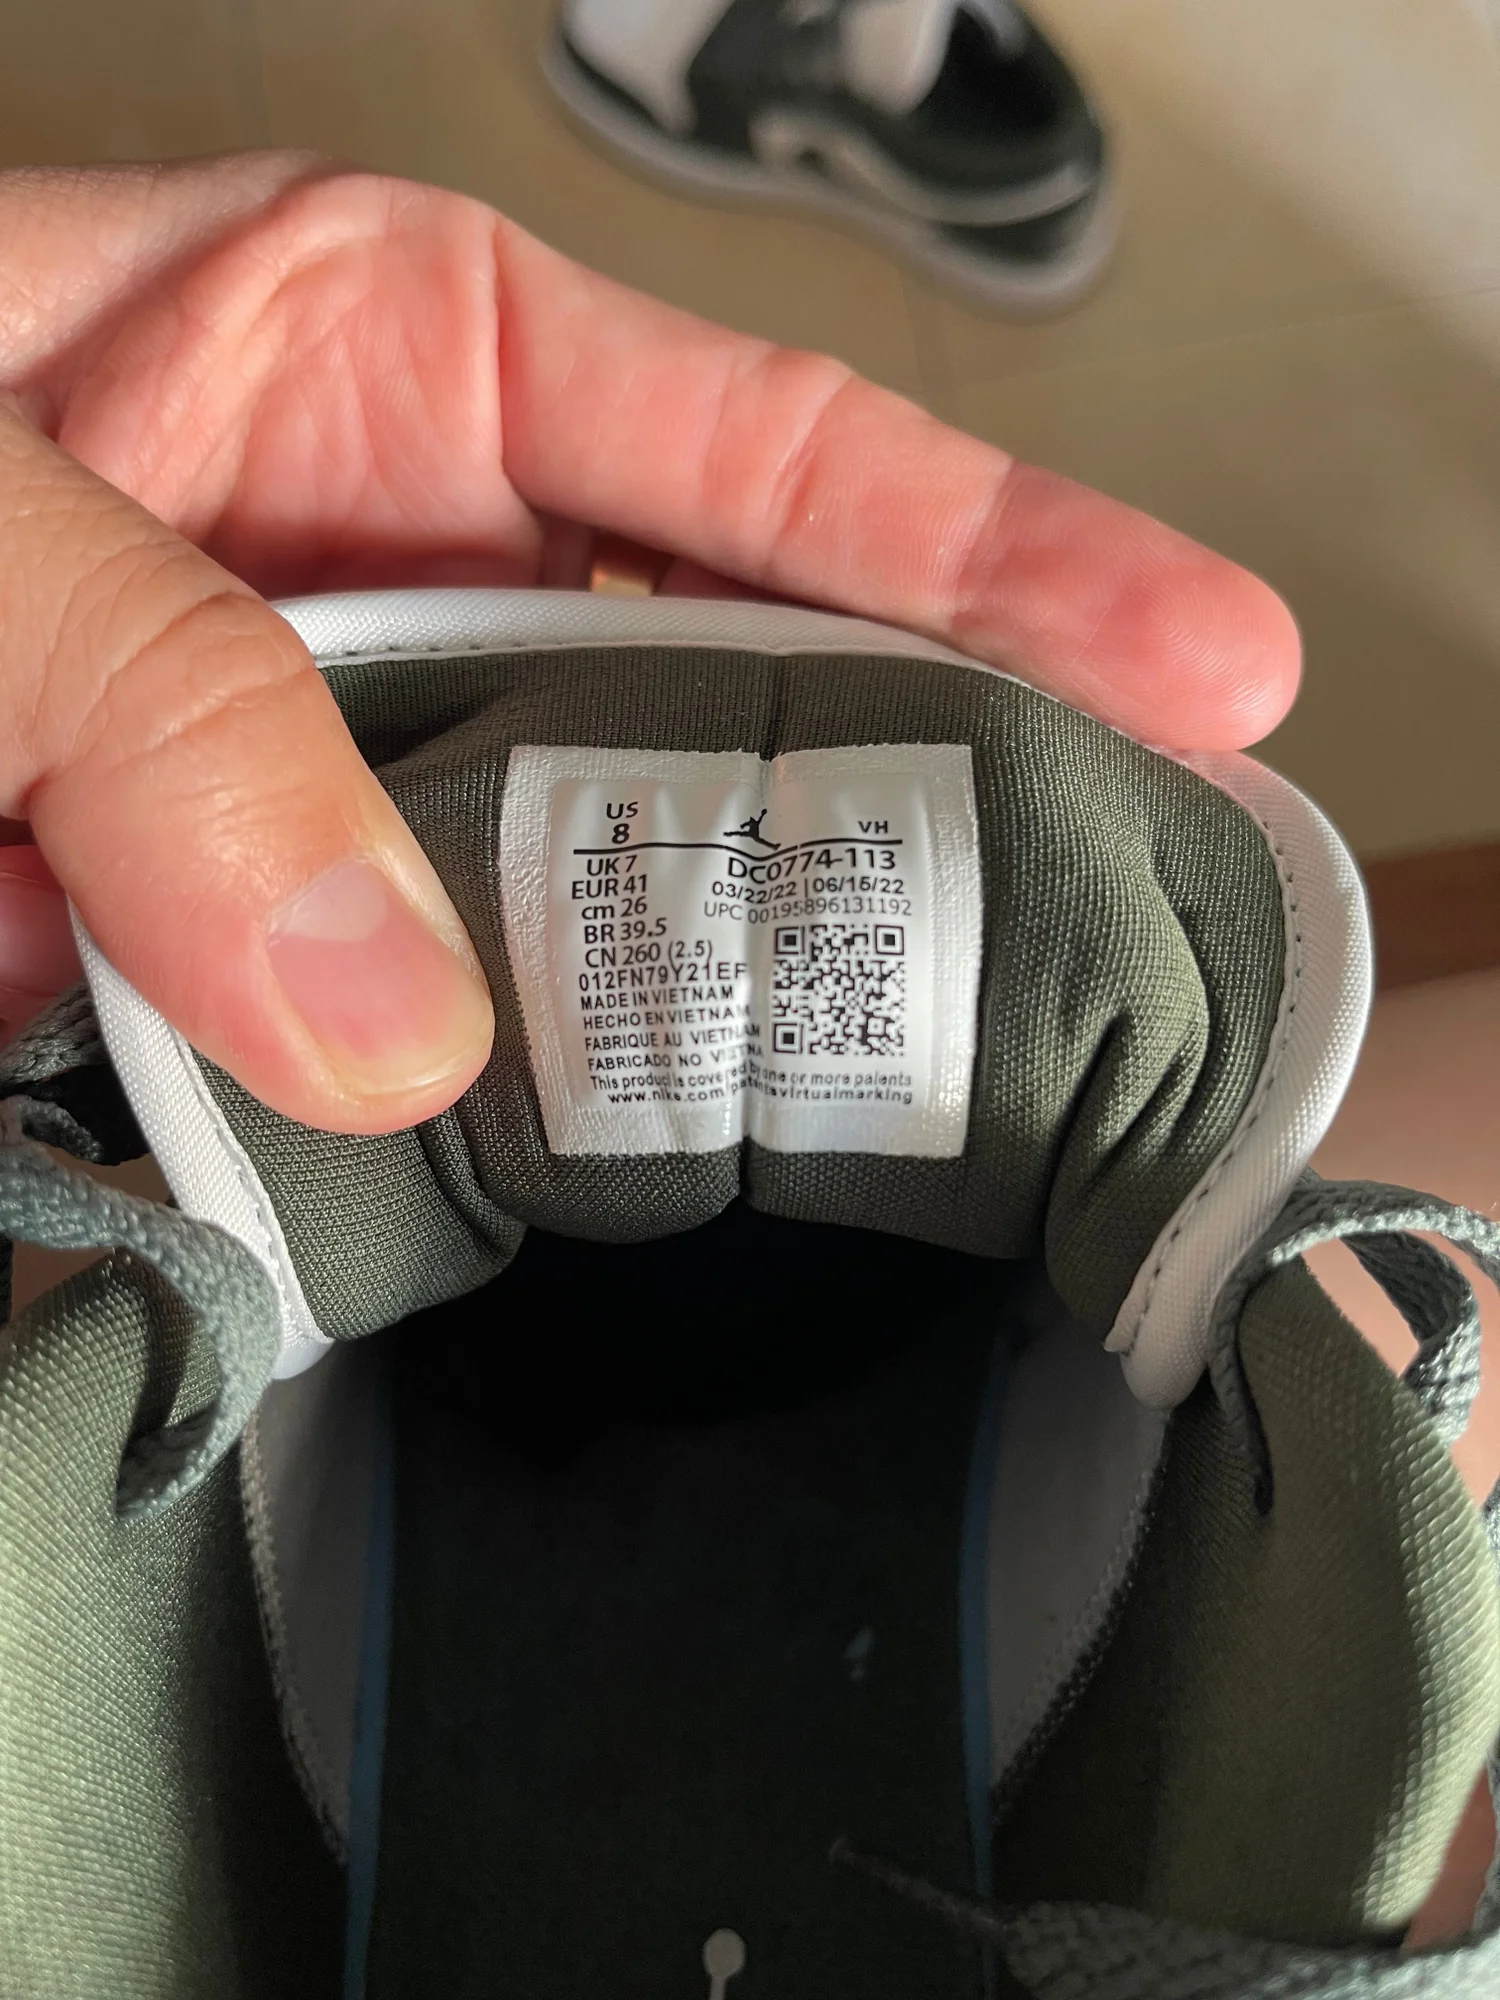 US
8
VH
UK 7
DC0774-113
EUR 41
03/22/22 | 06/15/22
cm 26
UPC 00195896131192
BR 39.5
CN 260 (2.5)
012FN79Y21EF
MADE IN VIETNAM
HECHO EN VIETNAM
FABRIQUE AU VIETNAM
FABRICADO NO VIETNA
This product is covered by one or more patents
www.nike.com patentsvirtualmarking